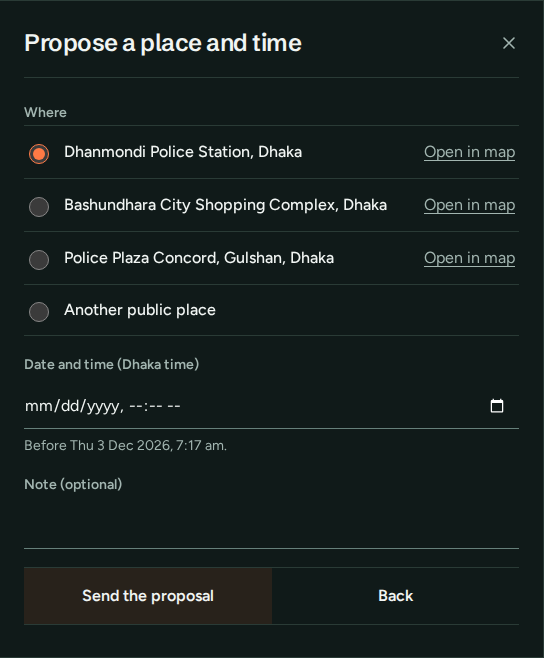 Propose a place and time
Where
Dhanmondi Police Station, Dhaka Open in map
Bashundhara City Shopping Complex, Dhaka Open in map
Police Plaza Concord, Gulshan, Dhaka Open in map
Another public place
Date and time (Dhaka time)
mm/dd/yyyy, --:-- --
Before Thu 3 Dec 2026, 7:17 am.
Note (optional)
Send the proposal Back